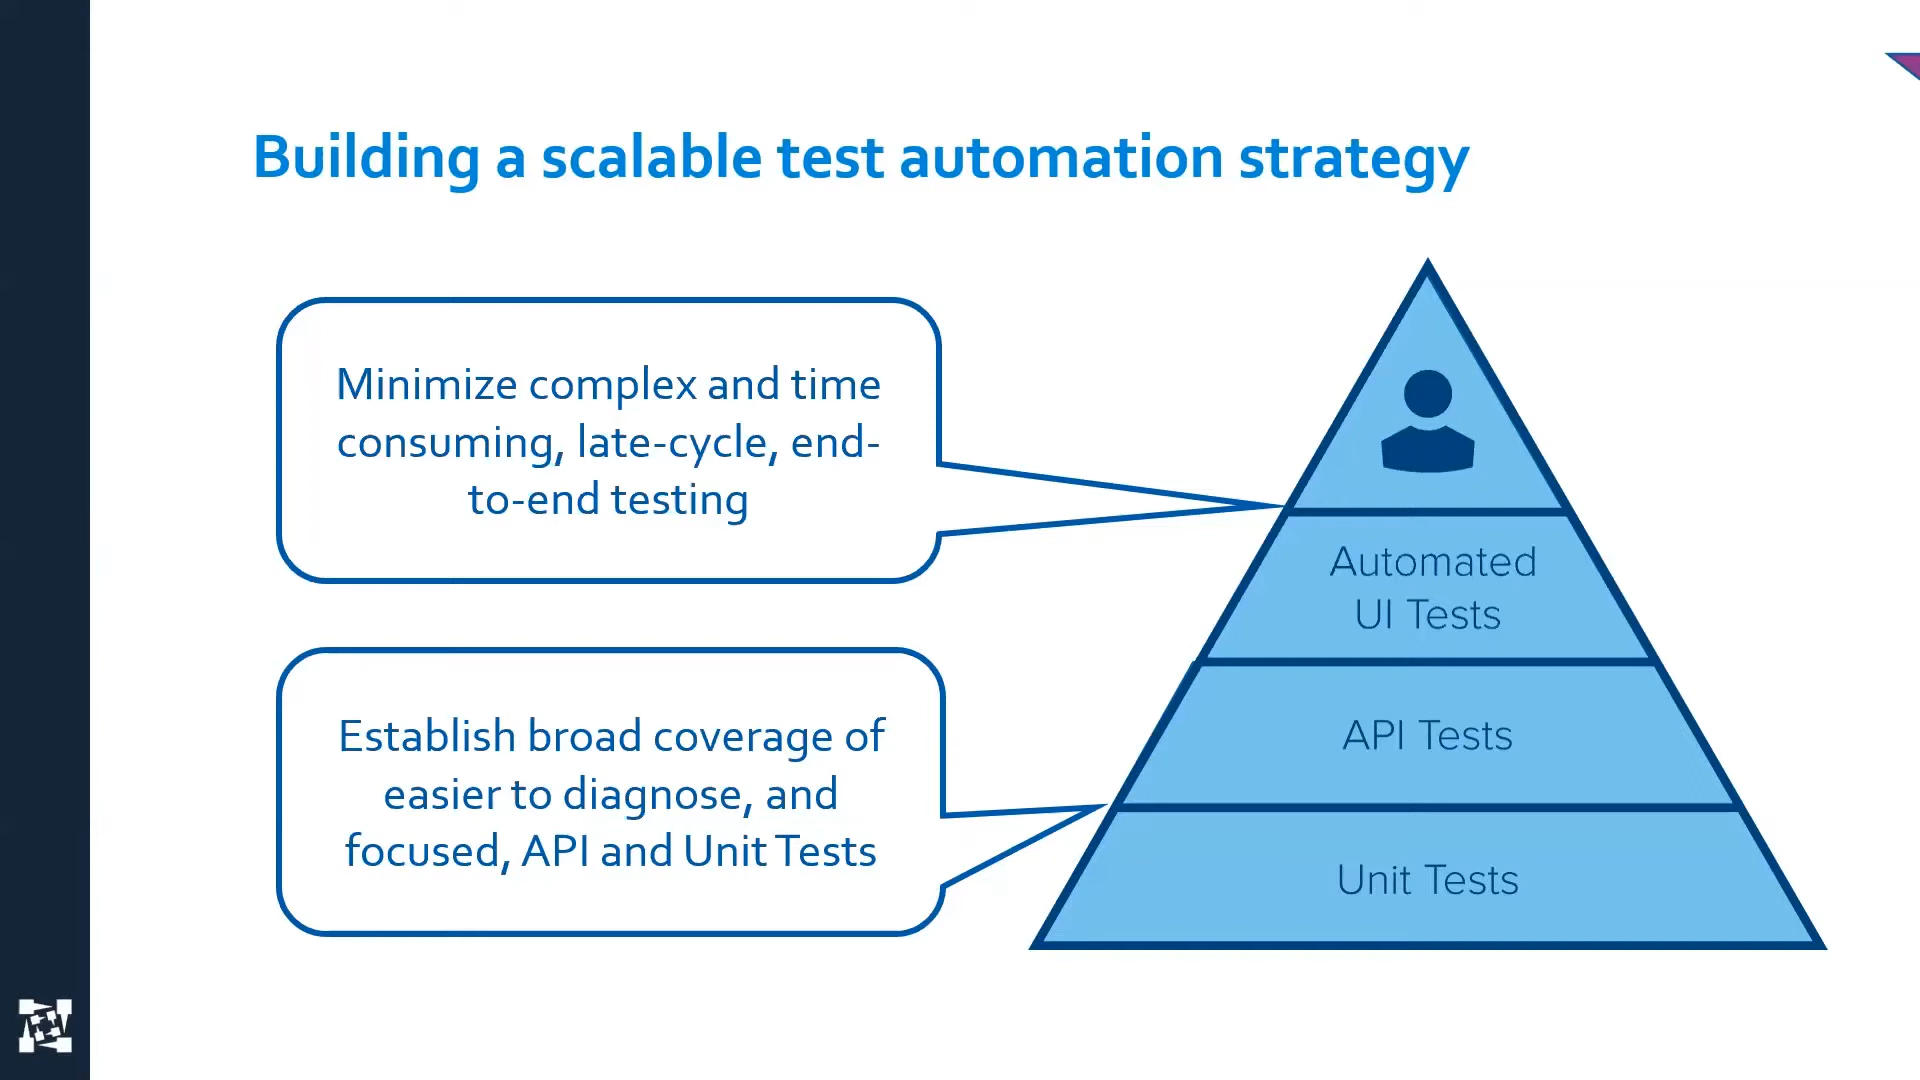 Building a scalable test automation strategy
Minimize complex and time
consuming, late-cycle, end-
to-end testing
Establish broad coverage of
easier to diagnose, and
focused, API and Unit Tests
Automated
UI Tests
API Tests
Unit Tests